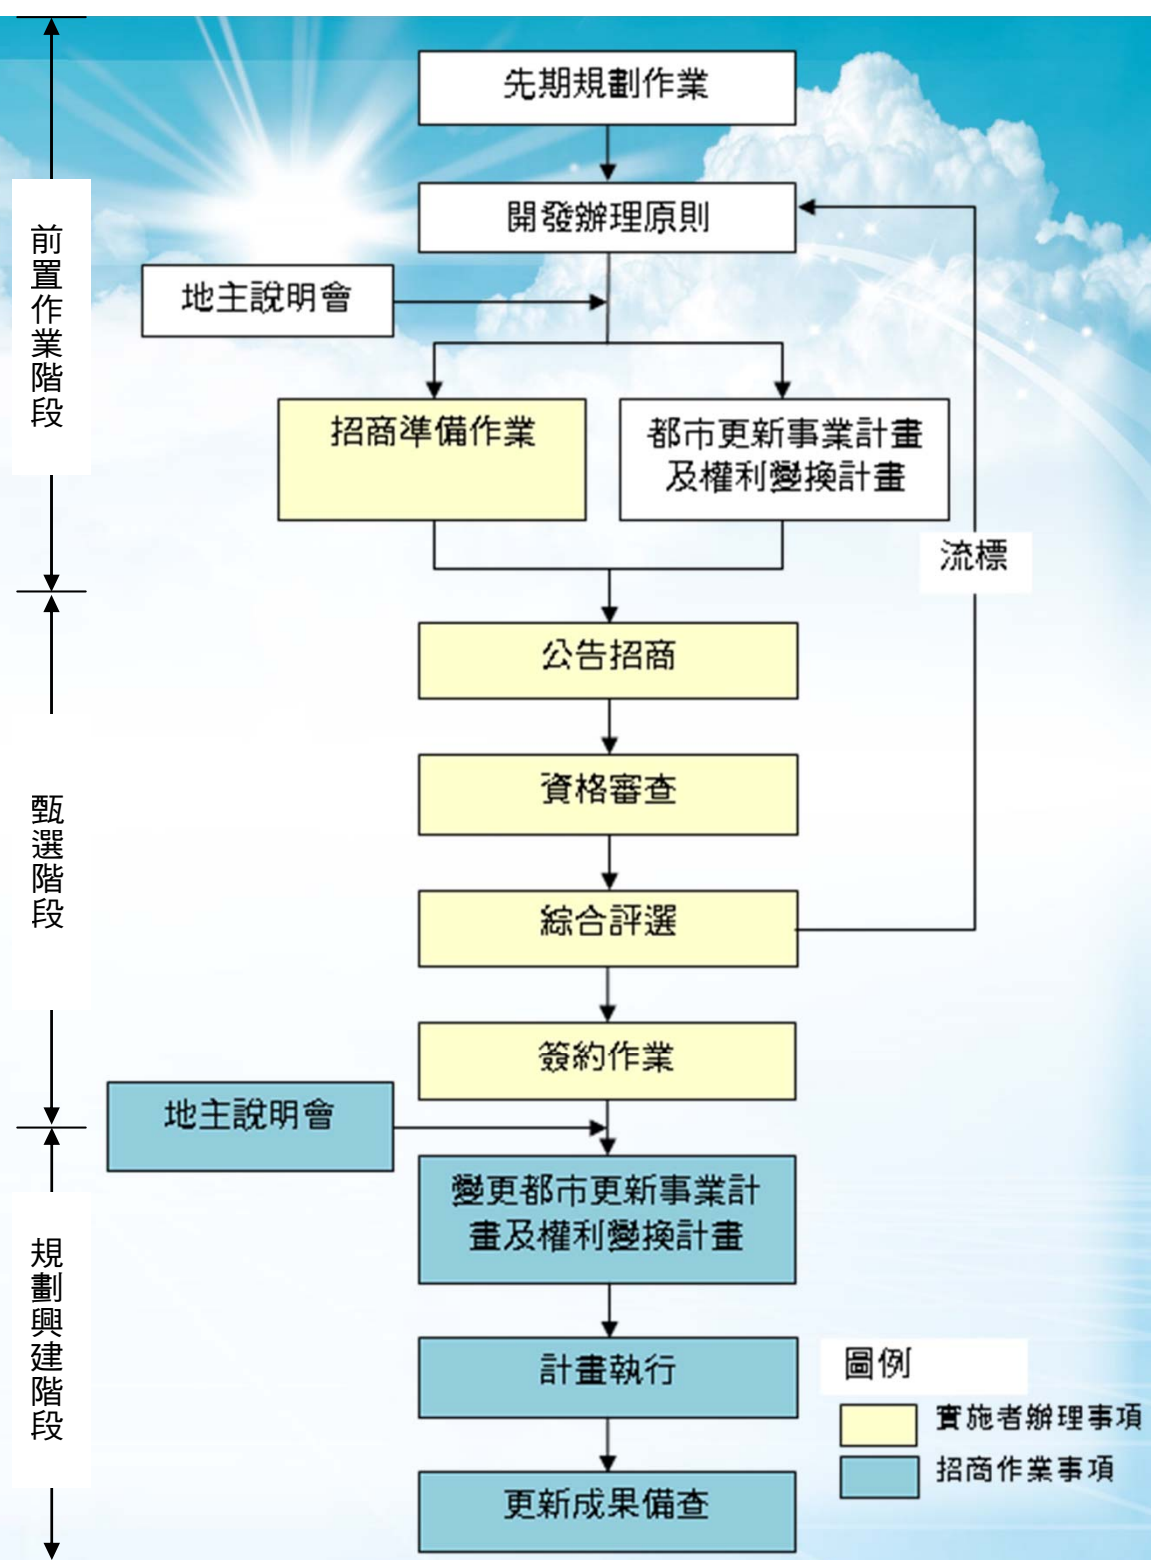 前置作業階段
先期規劃作業
開發辦理原則
地主說明會
招商準備作業
都市更新事業計畫
及權利變換計畫
流標
甄選階段
公告招商
資格審查
綜合評選
簽約作業
規劃興建階段
地主說明會
變更都市更新事業計
畫及權利變換計畫
計畫執行
更新成果備查
圖例
實施者辦理事項
招商作業事項